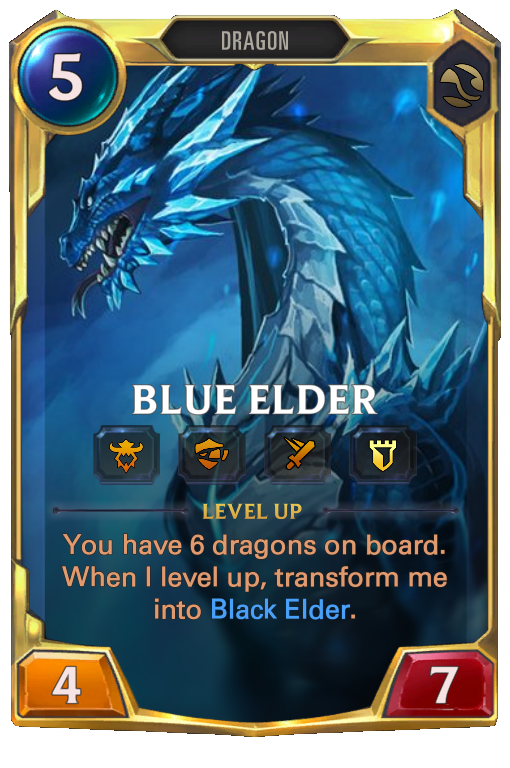 DRAGON
5
BLUE ELDER
LEVEL UP
You have 6 dragons on board.
When I level up, transform me
into Black Elder.
4
7